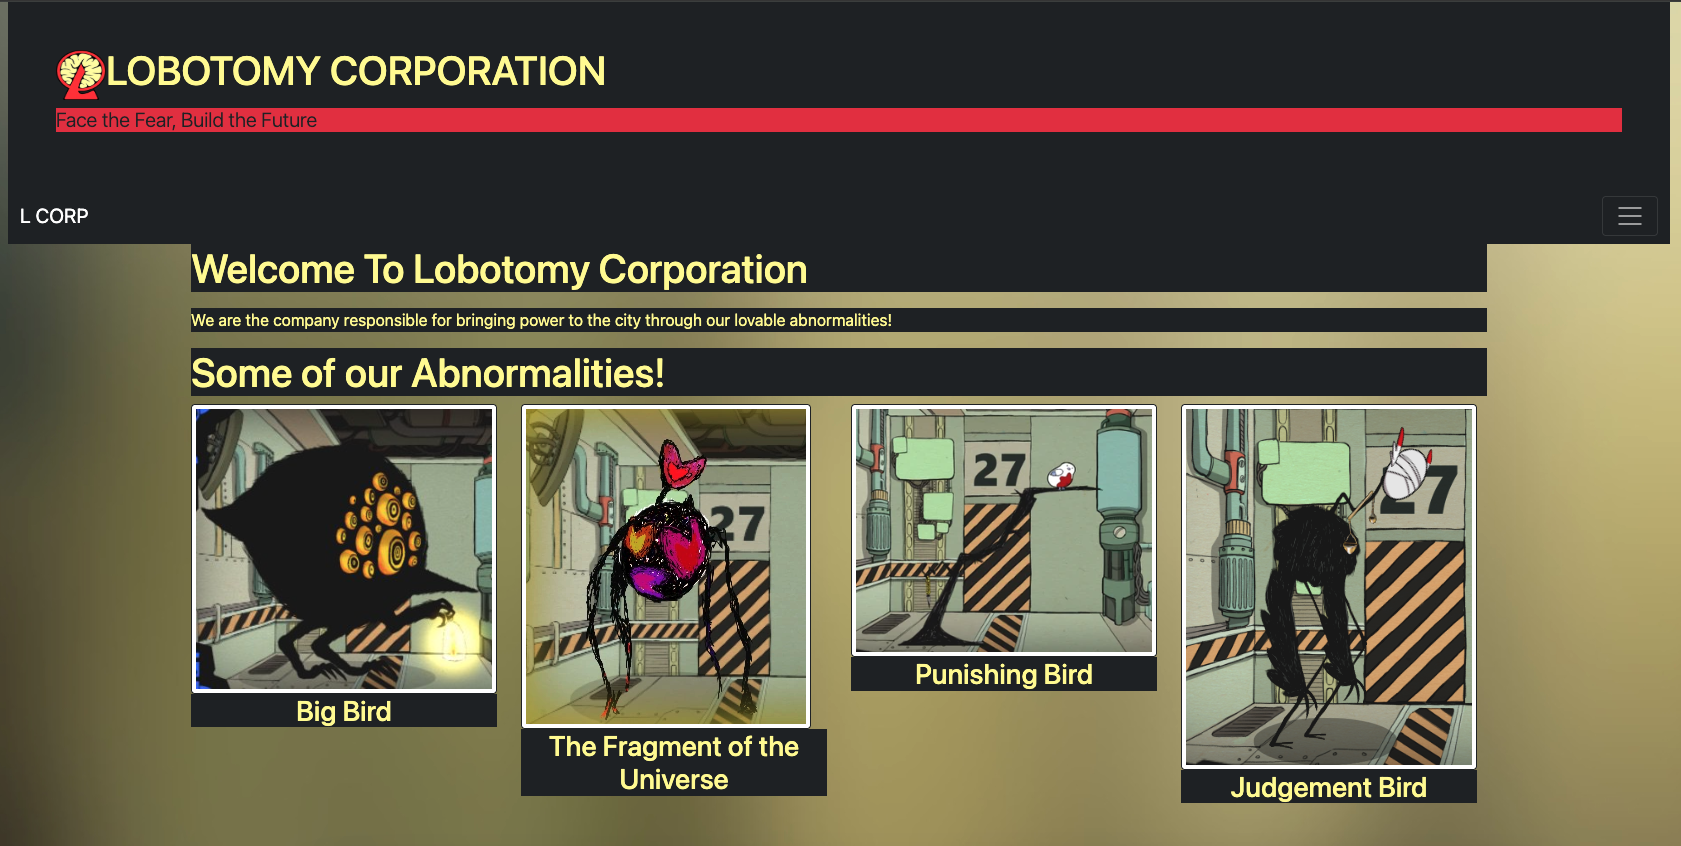 LOBOTOMY CORPORATION
Face the Fear, Build the Future
L CORP
Welcome To Lobotomy Corporation
We are the company responsible for bringing power to the city through our lovable abnormalities!
Some of our Abnormalities!
27
27
7
Big Bird
The Fragment of the
Universe
Punishing Bird
Judgement Bird